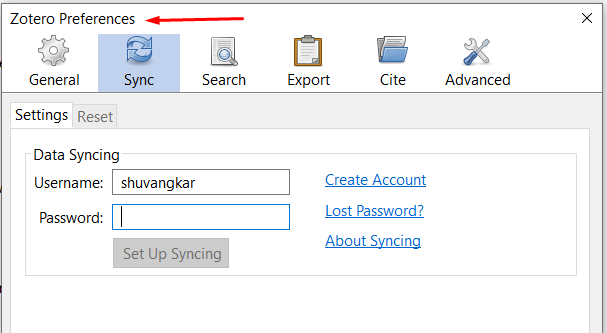 Zotero Preferences
General Sync Search Export Cite Advanced
Settings Reset
Data Syncing
Username: shuvangkar Create Account
Password: Lost Password?
Set Up Syncing About Syncing